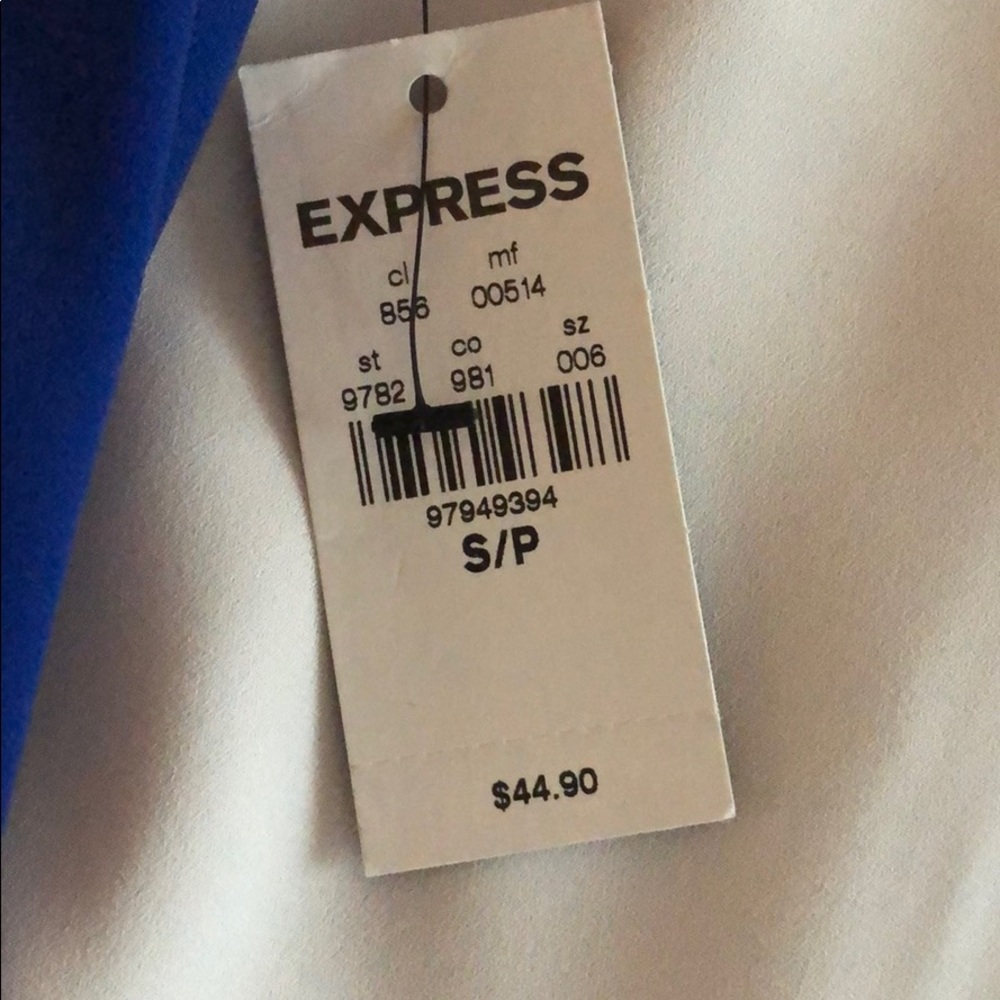 EXPRESS
cl mf
856 00514
st co sz
9782 981 006
97949394
S/P
$44.90